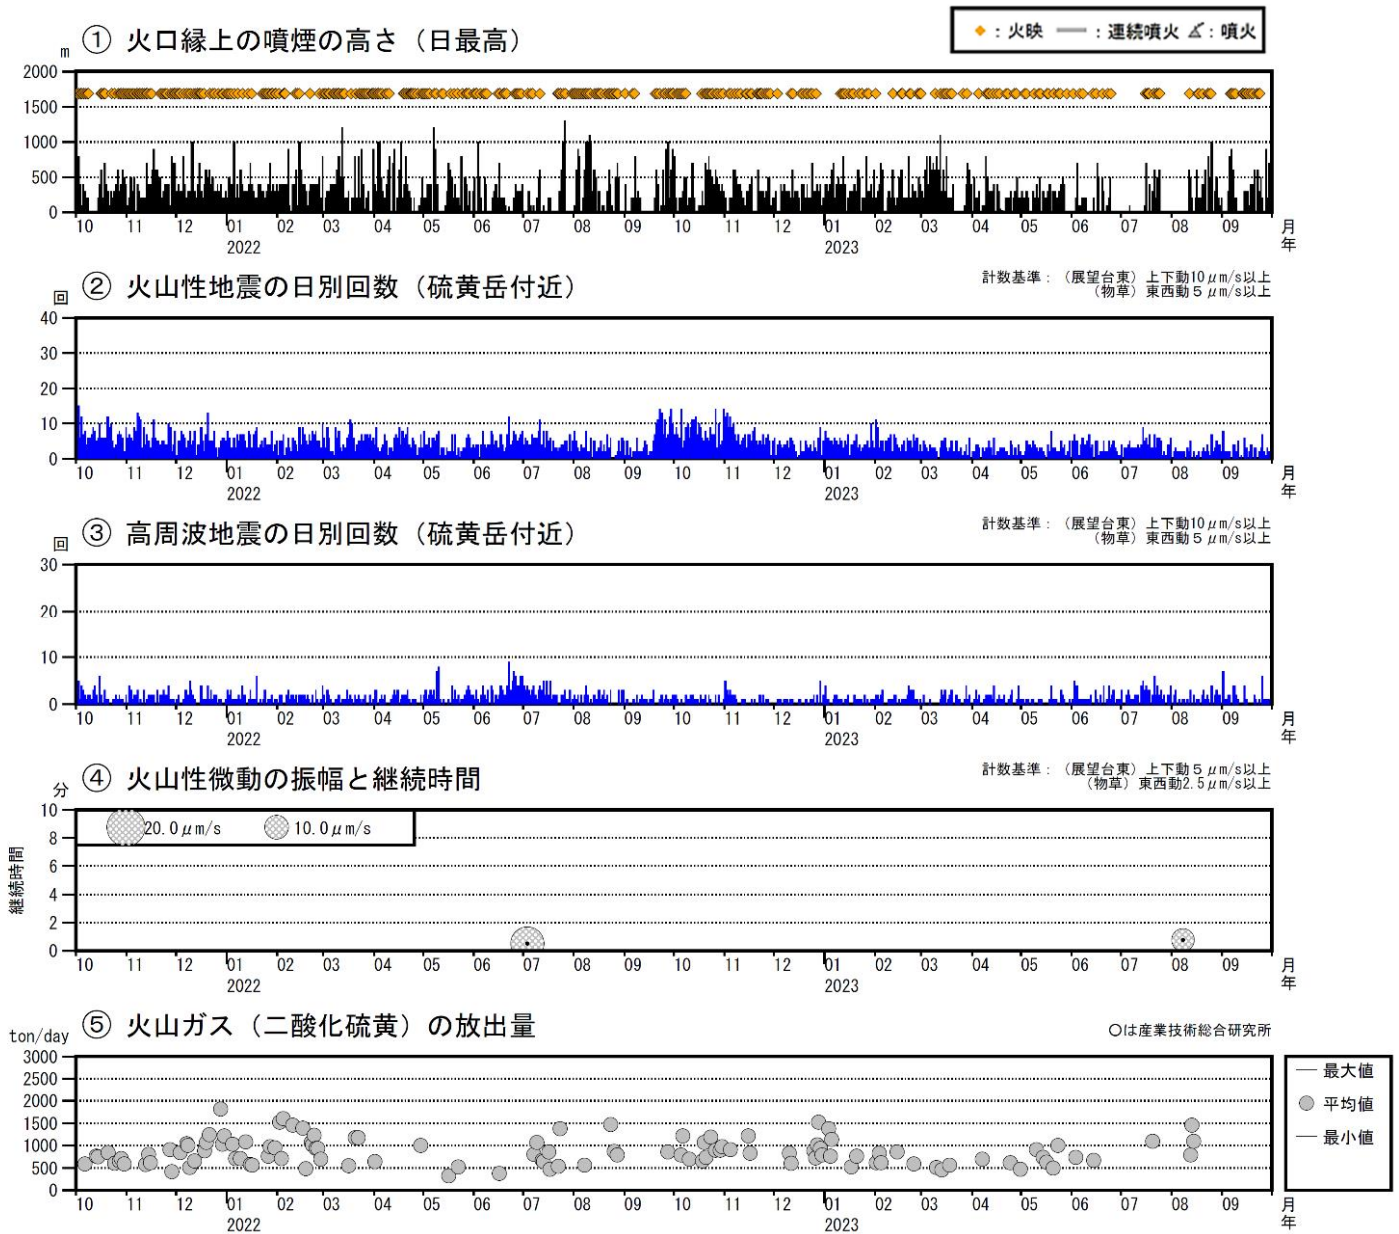 ◆：火映 ━：連続噴火 ：噴火
① 火口縁上の噴煙の高さ（日最高）
m
2000
1500
1000
500
0
10 11 12 01 02 03 04 05 06 07 08 09 10 11 12 01 02 03 04 05 06 07 08 09 月
2022 2023 年
② 火山性地震の日別回数（硫黄岳付近）
計数基準：（展望台東）上下動10μm/s以上
（物草）東西動5μm/s以上
回
40
30
20
10
0
10 11 12 01 02 03 04 05 06 07 08 09 10 11 12 01 02 03 04 05 06 07 08 09 月
2022 2023 年
③ 高周波地震の日別回数（硫黄岳付近）
計数基準：（展望台東）上下動10μm/s以上
（物草）東西動5μm/s以上
回
30
20
10
0
10 11 12 01 02 03 04 05 06 07 08 09 10 11 12 01 02 03 04 05 06 07 08 09 月
2022 2023 年
④ 火山性微動の振幅と継続時間
計数基準：（展望台東）上下動5μm/s以上
（物草）東西動2.5μm/s以上
分
継続時間
10
8
6
4
2
0
20.0μm/s 10.0μm/s
10 11 12 01 02 03 04 05 06 07 08 09 10 11 12 01 02 03 04 05 06 07 08 09 月
2022 2023 年
⑤ 火山ガス（二酸化硫黄）の放出量
○は産業技術総合研究所
ton/day
3000
2500
2000
1500
1000
500
0
最大値
平均値
最小値
10 11 12 01 02 03 04 05 06 07 08 09 10 11 12 01 02 03 04 05 06 07 08 09 月
2022 2023 年